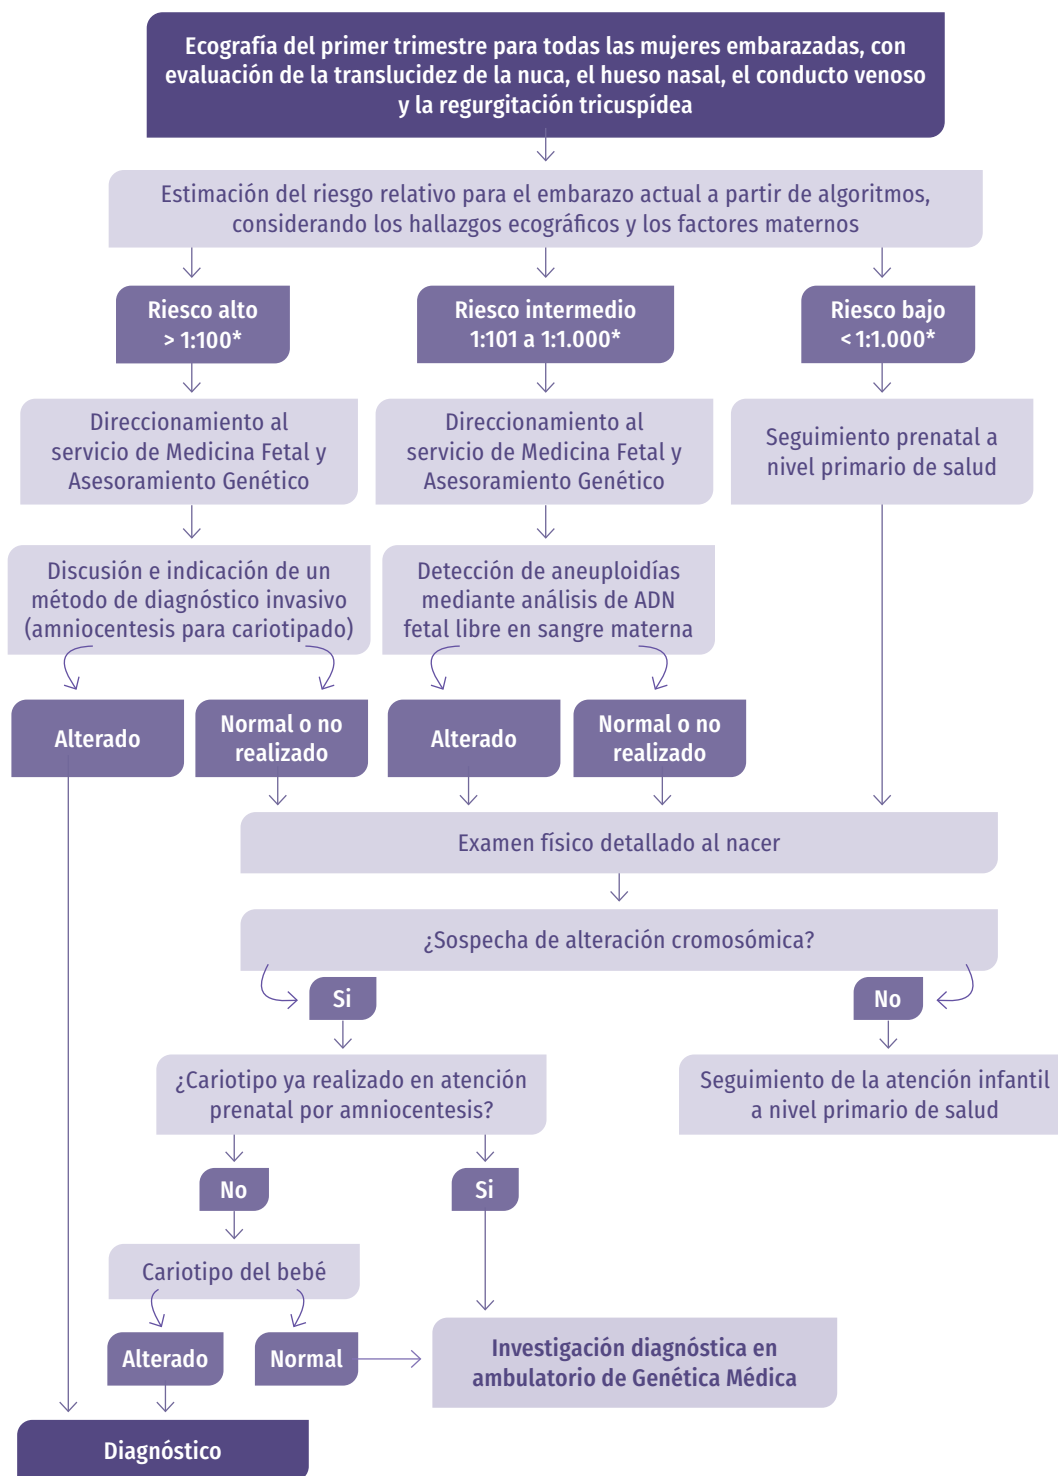 Ecografía del primer trimestre para todas las mujeres embarazadas, con
evaluación de la translucidez de la nuca, el hueso nasal, el conducto venoso
y la regurgitación tricuspídea
Estimación del riesgo relativo para el embarazo actual a partir de algoritmos,
considerando los hallazgos ecográficos y los factores maternos
Riesco alto
> 1:100*
Riesco intermedio
1:101 a 1:1.000*
Riesco bajo
< 1:1.000*
Direccionamiento al
servicio de Medicina Fetal y
Asesoramiento Genético
Direccionamiento al
servicio de Medicina Fetal y
Asesoramiento Genético
Seguimiento prenatal a
nivel primario de salud
Discusión e indicación de un
método de diagnóstico invasivo
(amniocentesis para cariotipado)
Detección de aneuploidías
mediante análisis de ADN
fetal libre en sangre materna
Alterado
Normal o no
realizado
Alterado
Normal o no
realizado
Examen físico detallado al nacer
¿Sospecha de alteración cromosómica?
Si
No
¿Cariotipo ya realizado en atención
prenatal por amniocentesis?
Seguimiento de la atención infantil
a nivel primario de salud
No
Si
Cariotipo del bebé
Alterado
Normal
Investigación diagnóstica en
ambulatorio de Genética Médica
Diagnóstico